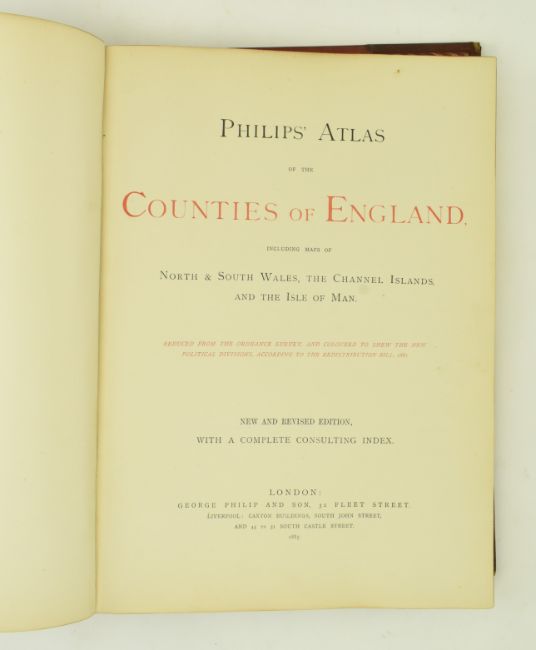 PHILIPS' ATLAS
OF THE
COUNTIES OF ENGLAND,
INCLUDING MAPS OF
NORTH & SOUTH WALES, THE CHANNEL ISLANDS,
AND THE ISLE OF MAN.
REDUCED FROM THE ORDNANCE SURVEY, AND COLOURED TO SHEW THE NEW
POLITICAL DIVISIONS, ACCORDING TO THE REDISTRIBUTION BILL,
NEW AND REVISED EDITION,
WITH A COMPLETE CONSULTING INDEX.
LONDON:
GEORGE PHILIP AND SON, 32 FLEET STREET.
LIVERPOOL: CAXTON BUILDINGS, SOUTH JOHN STREET,
AND 45 TO 51 SOUTH CASTLE STREET.